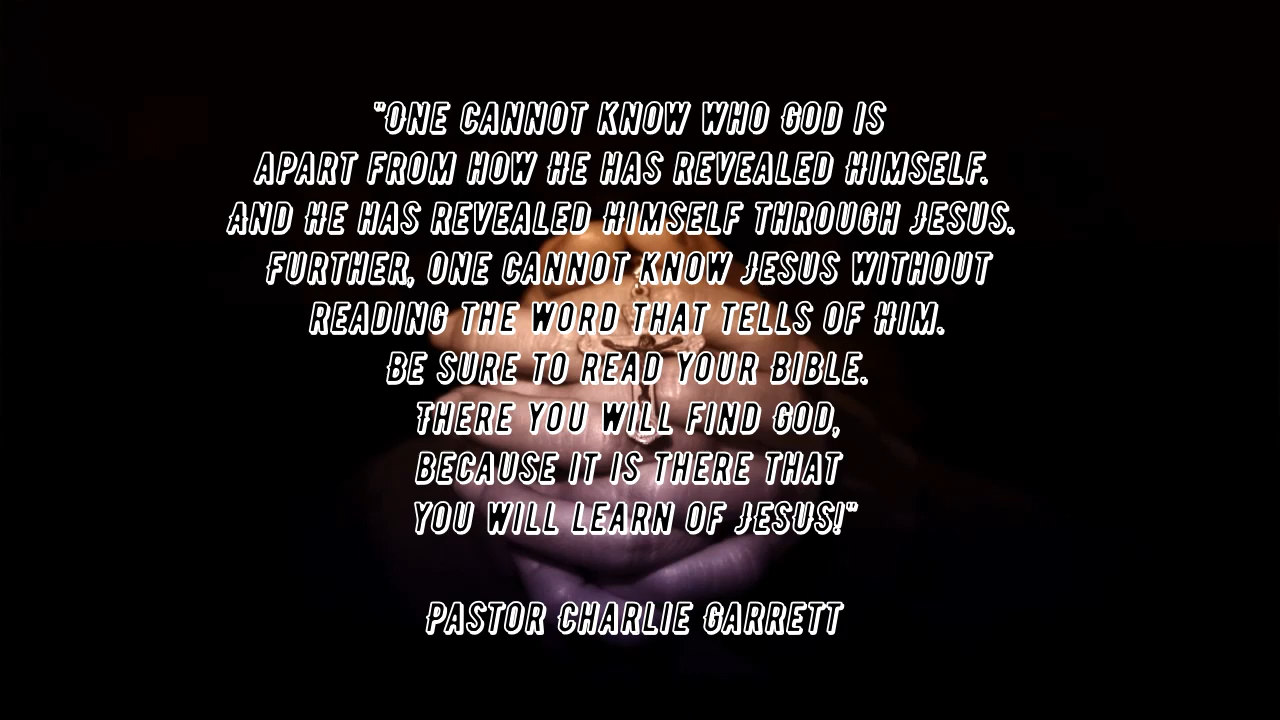 "One cannot know who God is
apart from how He has revealed Himself.
And He has revealed Himself through Jesus.
Further, one cannot know Jesus without
reading the word that tells of Him.
Be sure to read your Bible.
There you will find God,
because it is there that
you will learn of Jesus!"
Pastor Charlie Garrett